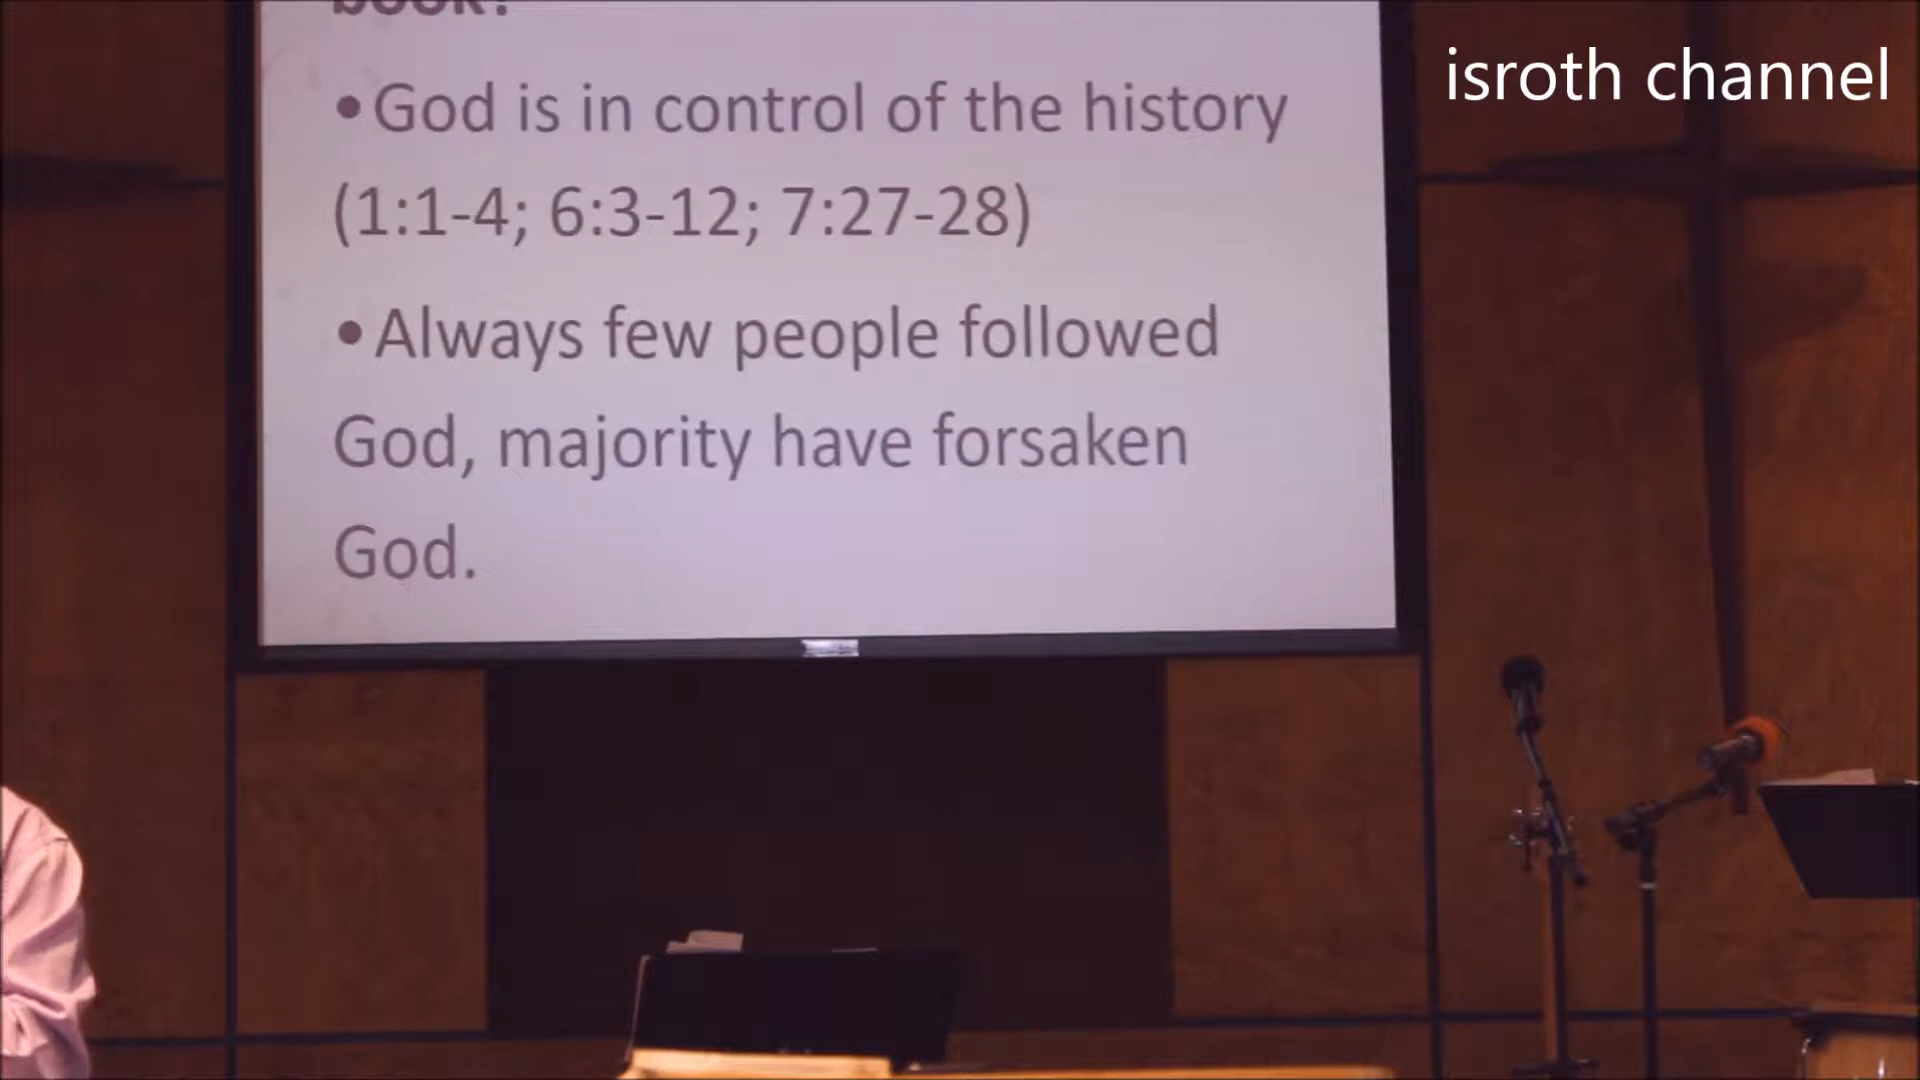 book?
•God is in control of the history
(1:1-4; 6:3-12; 7:27-28)
•Always few people followed
God, majority have forsaken
God.
isroth channel